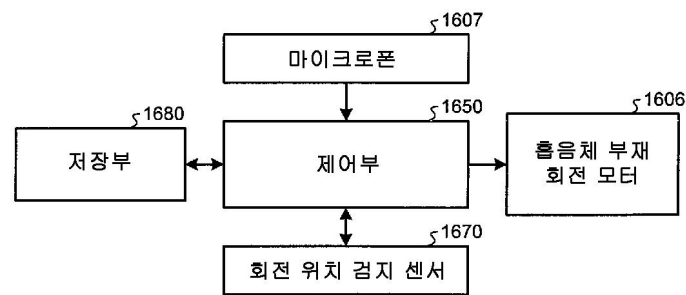 1607
마이크로폰
1680
저장부
1650
제어부
1606
흡음체 부재
회전 모터
1670
회전 위치 검지 센서